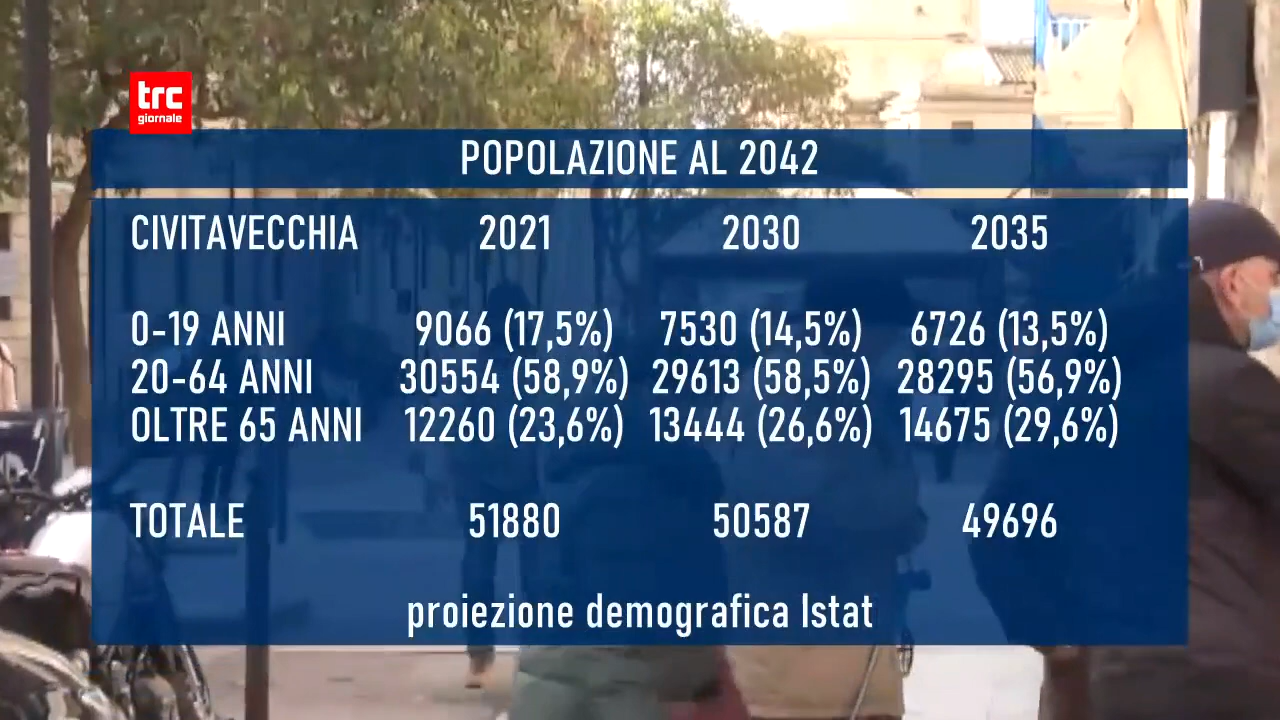 trc
giornale
POPOLAZIONE AL 2042
CIVITAVECCHIA 2021 2030 2035
0-19 ANNI 9066 (17,5%) 7530 (14,5%) 6726 (13,5%)
20-64 ANNI 30554 (58,9%) 29613 (58,5%) 28295 (56,9%)
OLTRE 65 ANNI 12260 (23,6%) 13444 (26,6%) 14675 (29,6%)
TOTALE 51880 50587 49696
proiezione demografica Istat